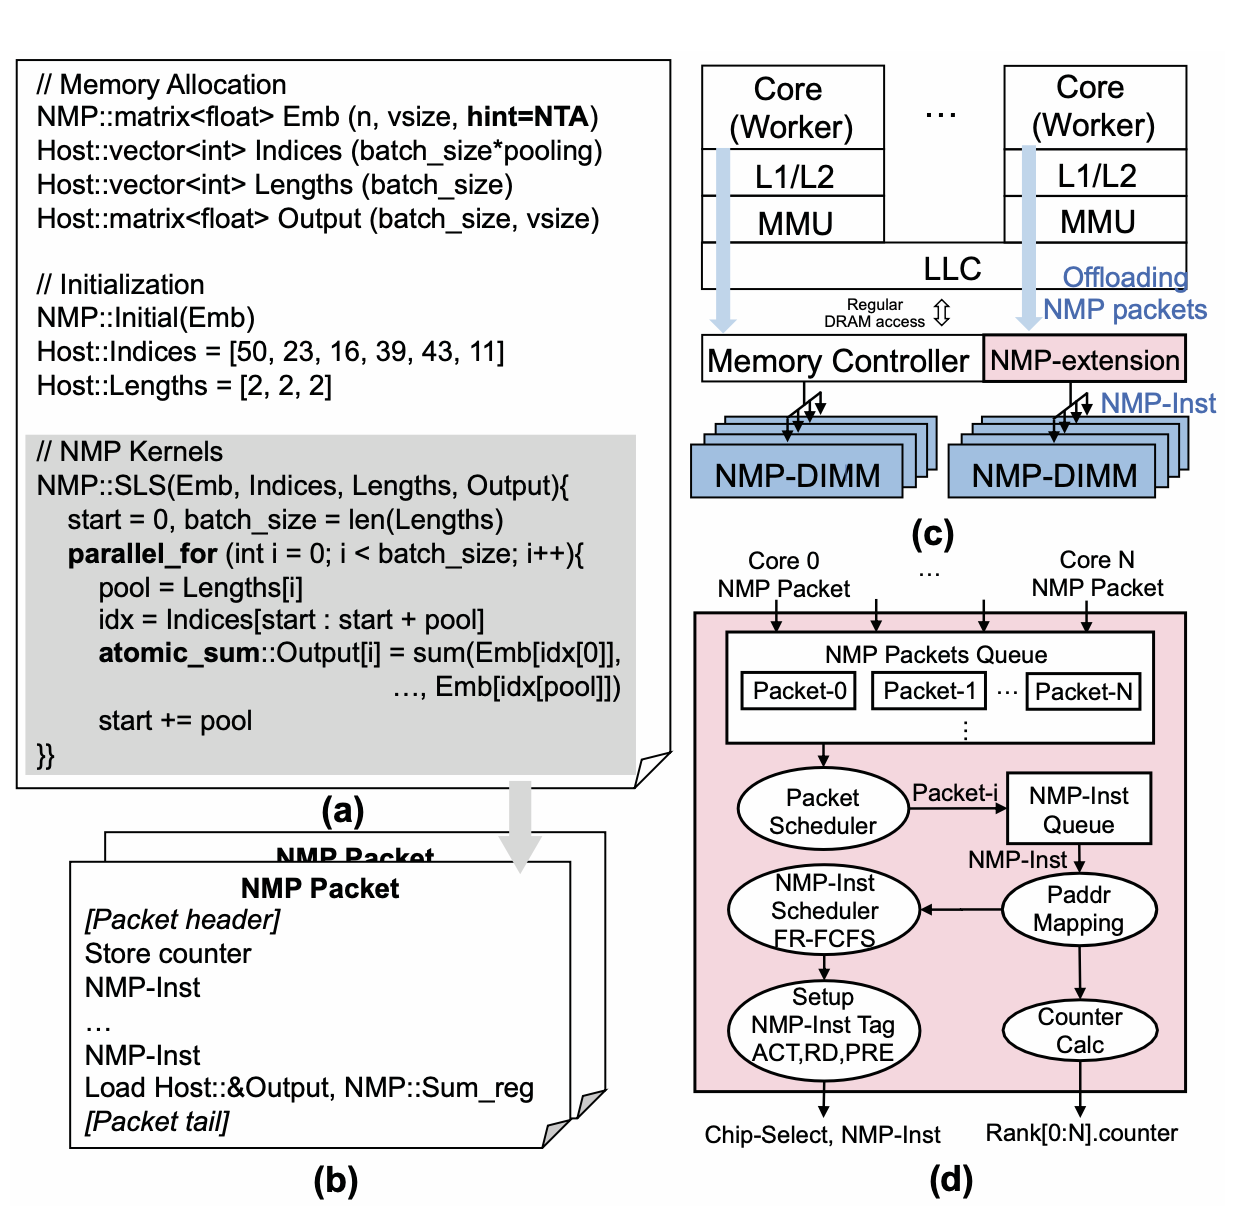 // Memory Allocation
NMP::matrix<float> Emb (n, vsize, hint=NTA)
Host::vector<int> Indices (batch_size*pooling)
Host::vector<int> Lengths (batch_size)
Host::matrix<float> Output (batch_size, vsize)
// Initialization
NMP::Initial(Emb)
Host::Indices = [50, 23, 16, 39, 43, 11]
Host::Lengths = [2, 2, 2]
// NMP Kernels
NMP::SLS(Emb, Indices, Lengths, Output){
start = 0, batch_size = len(Lengths)
parallel_for (int i = 0; i < batch_size; i++){
pool = Lengths[i]
idx = Indices[start : start + pool]
atomic_sum::Output[i] = sum(Emb[idx[0]],
…, Emb[idx[pool]])
start += pool
}}
(a)
NMP Packet
NMP Packet
[Packet header]
Store counter
NMP-Inst
…
NMP-Inst
Load Host::&Output, NMP::Sum_reg
[Packet tail]
(b)
Core
(Worker)
L1/L2
MMU
…
Core
(Worker)
L1/L2
MMU
LLC
Offloading
NMP packets
Regular
DRAM access
Memory Controller
NMP-extension
NMP-Inst
NMP-DIMM
NMP-DIMM
(c)
Core 0
NMP Packet
…
Core N
NMP Packet
NMP Packets Queue
Packet-0
Packet-1
…
Packet-N
⋮
Packet
Scheduler
Packet-i
NMP-Inst
Queue
NMP-Inst
Paddr
Mapping
NMP-Inst
Scheduler
FR-FCFS
Setup
NMP-Inst Tag
ACT,RD,PRE
Counter
Calc
Chip-Select, NMP-Inst
Rank[0:N].counter
(d)